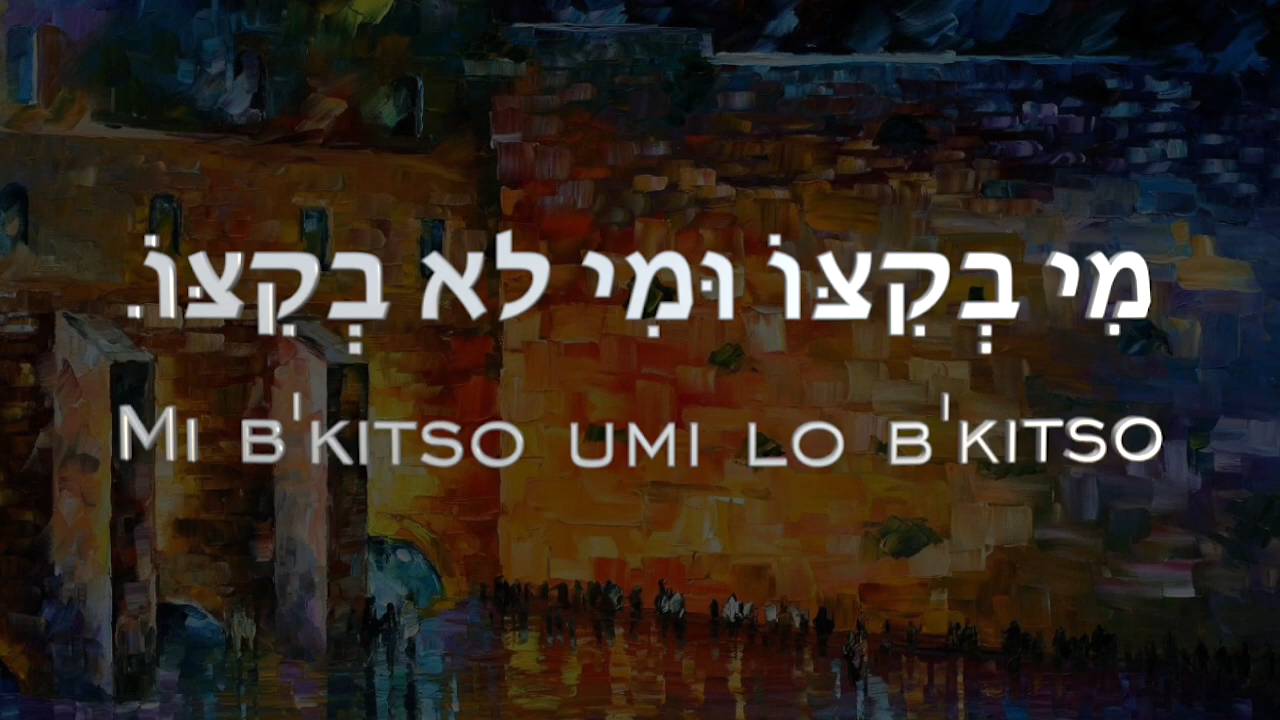 מִי בְקִצּוֹ וּמִי לֹא בְקִצּוֹ.
Mi b'kitso umi lo b'kitso